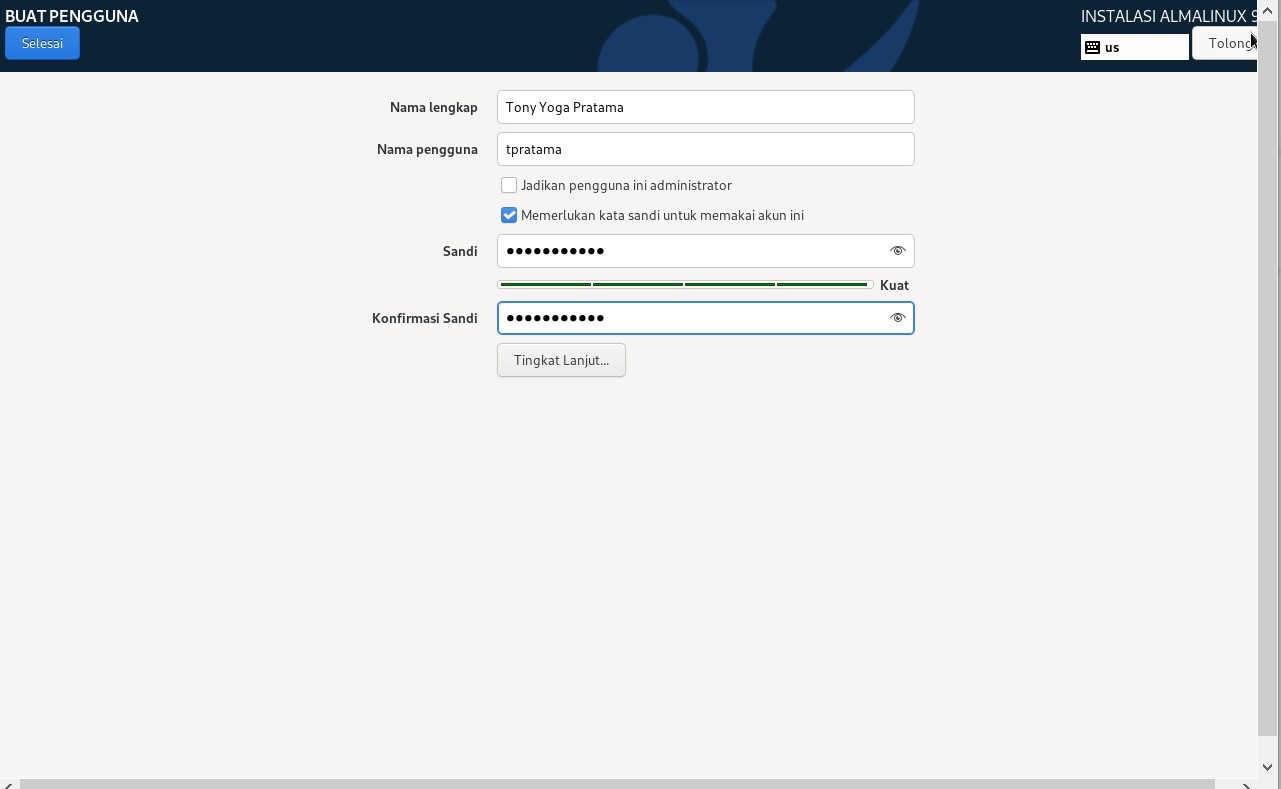 BUAT PENGGUNA
INSTALASI ALMALINUX 9
Selesai
us
Tolong
Nama lengkap
Tony Yoga Pratama
Nama pengguna
tpratama
Jadikan pengguna ini administrator
Memerlukan kata sandi untuk memakai akun ini
Sandi
●●●●●●●●●●●
Kuat
Konfirmasi Sandi
●●●●●●●●●●●
Tingkat Lanjut...